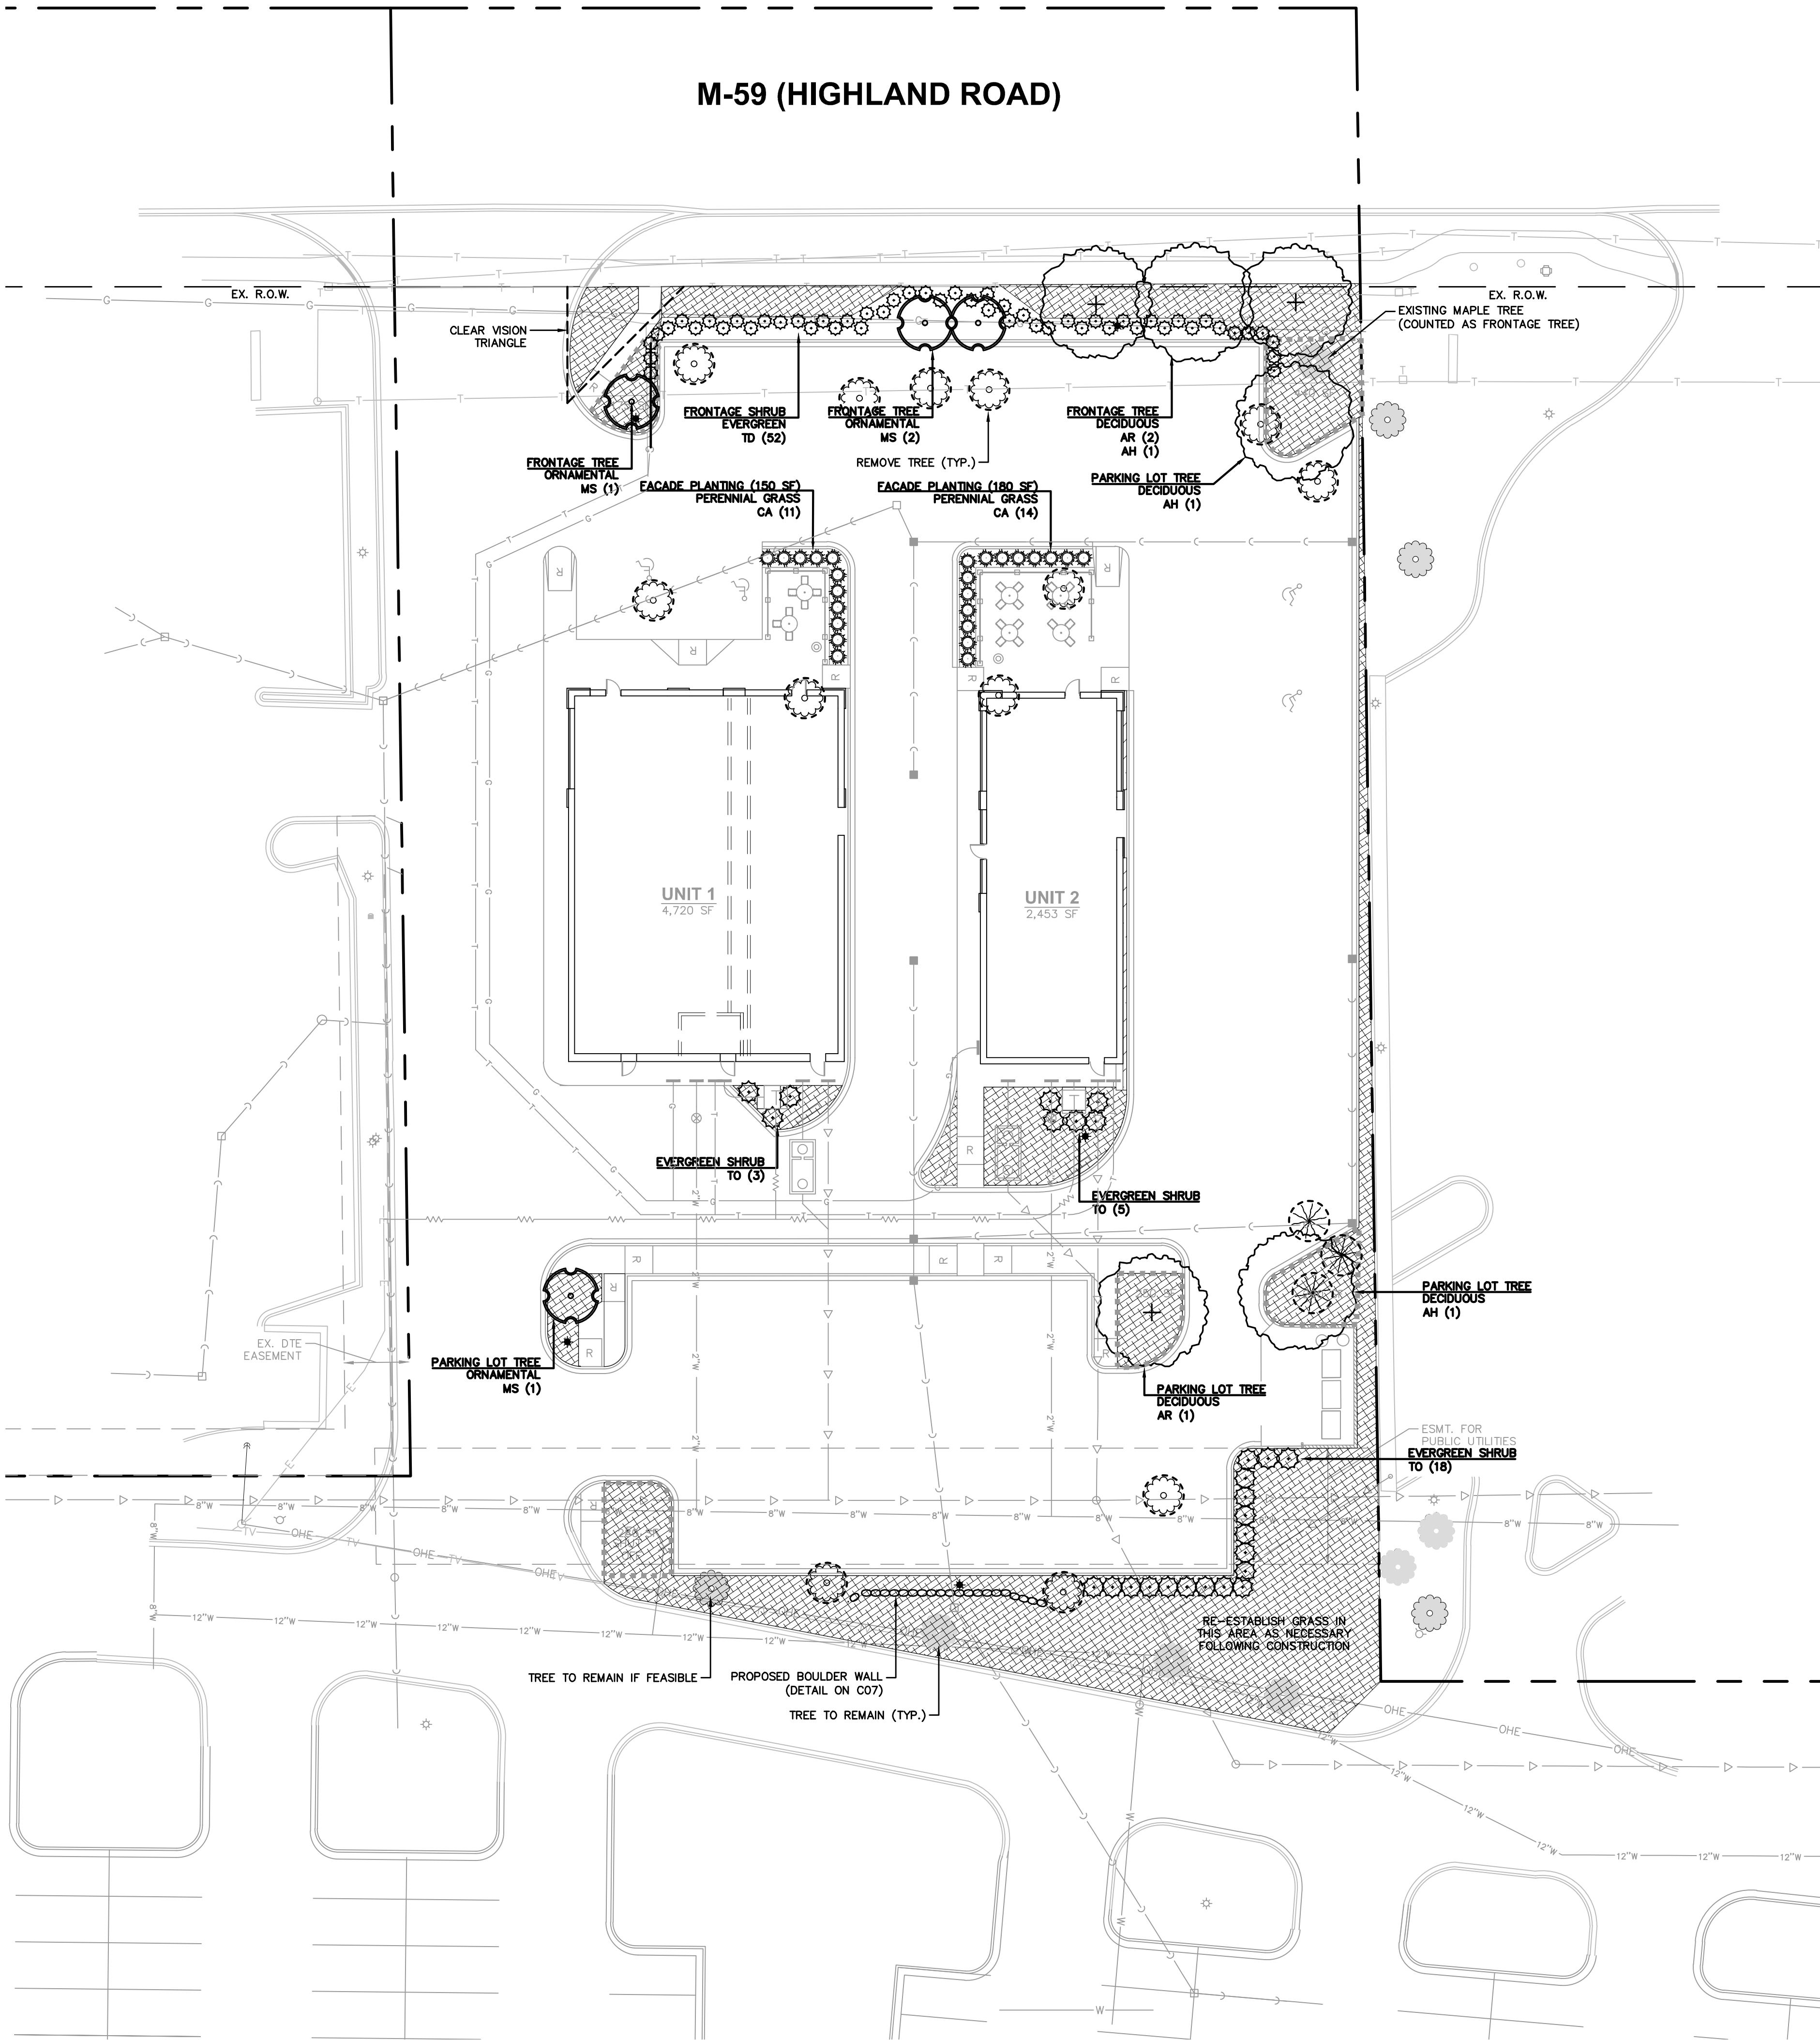 M-59 (HIGHLAND ROAD)
EX. R.O.W.
EX. R.O.W.
CLEAR VISION
TRIANGLE
EXISTING MAPLE TREE
(COUNTED AS FRONTAGE TREE)
FRONTAGE SHRUB
EVERGREEN
TD (52)
FRONTAGE TREE
ORNAMENTAL
MS (2)
FRONTAGE TREE
DECIDUOUS
AR (2)
AH (1)
FRONTAGE TREE
ORNAMENTAL
MS (1)
REMOVE TREE (TYP.)
PARKING LOT TREE
DECIDUOUS
AH (1)
FACADE PLANTING (150 SF)
PERENNIAL GRASS
CA (11)
FACADE PLANTING (180 SF)
PERENNIAL GRASS
CA (14)
UNIT 1
4,720 SF
UNIT 2
2,453 SF
EVERGREEN SHRUB
TO (3)
EVERGREEN SHRUB
TO (5)
PARKING LOT TREE
DECIDUOUS
AH (1)
EX. DTE
EASEMENT
PARKING LOT TREE
ORNAMENTAL
MS (1)
PARKING LOT TREE
DECIDUOUS
AR (1)
ESMT. FOR
PUBLIC UTILITIES
EVERGREEN SHRUB
TO (18)
RE-ESTABLISH GRASS IN
THIS AREA AS NECESSARY
FOLLOWING CONSTRUCTION
TREE TO REMAIN IF FEASIBLE
PROPOSED BOULDER WALL
(DETAIL ON C07)
TREE TO REMAIN (TYP.)